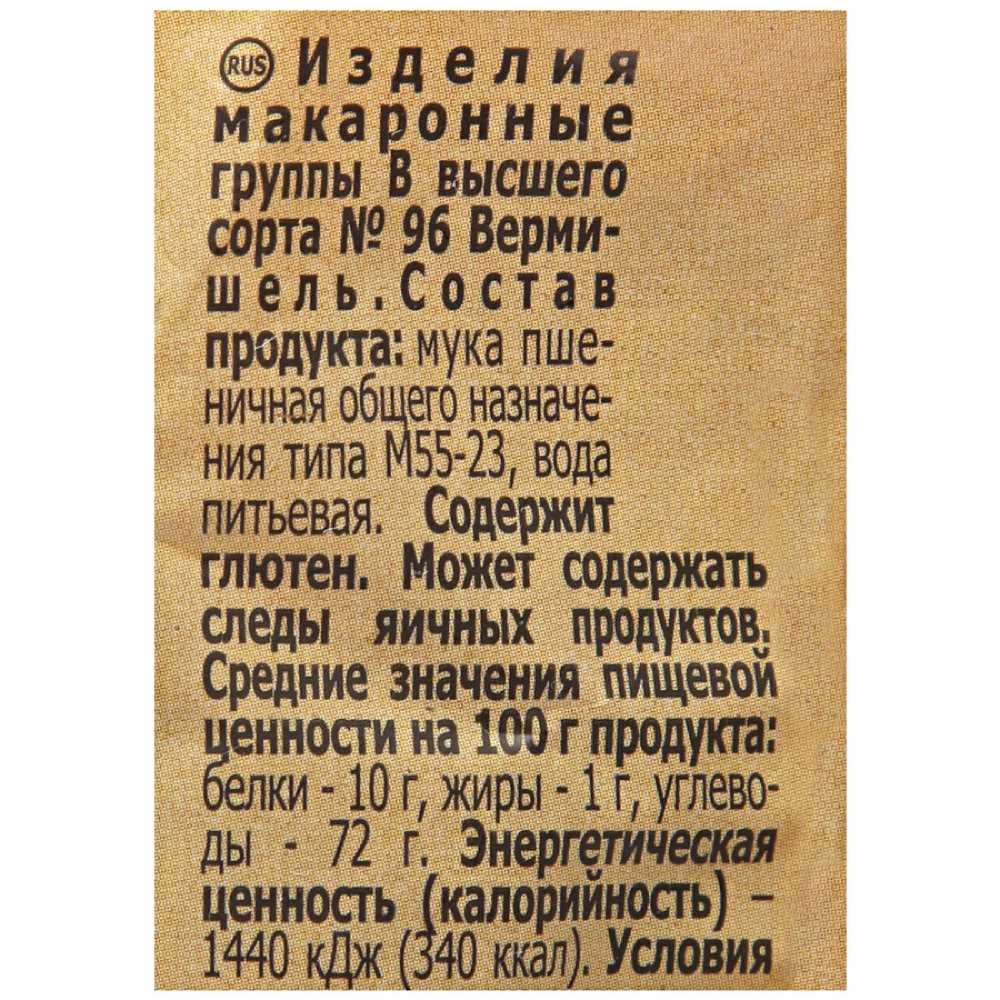 RUS Изделия
макаронные
группы В высшего
сорта № 96 Верми-
шель. Состав
продукта: мука пше-
ничная общего назначе-
ния типа М55-23, вода
питьевая. Содержит
глютен. Может содержать
следы яичных продуктов.
Средние значения пищевой
ценности на 100 г продукта:
белки - 10 г, жиры - 1 г, углево-
ды - 72 г. Энергетическая
ценность (калорийность) –
1440 кДж (340 ккал). Условия